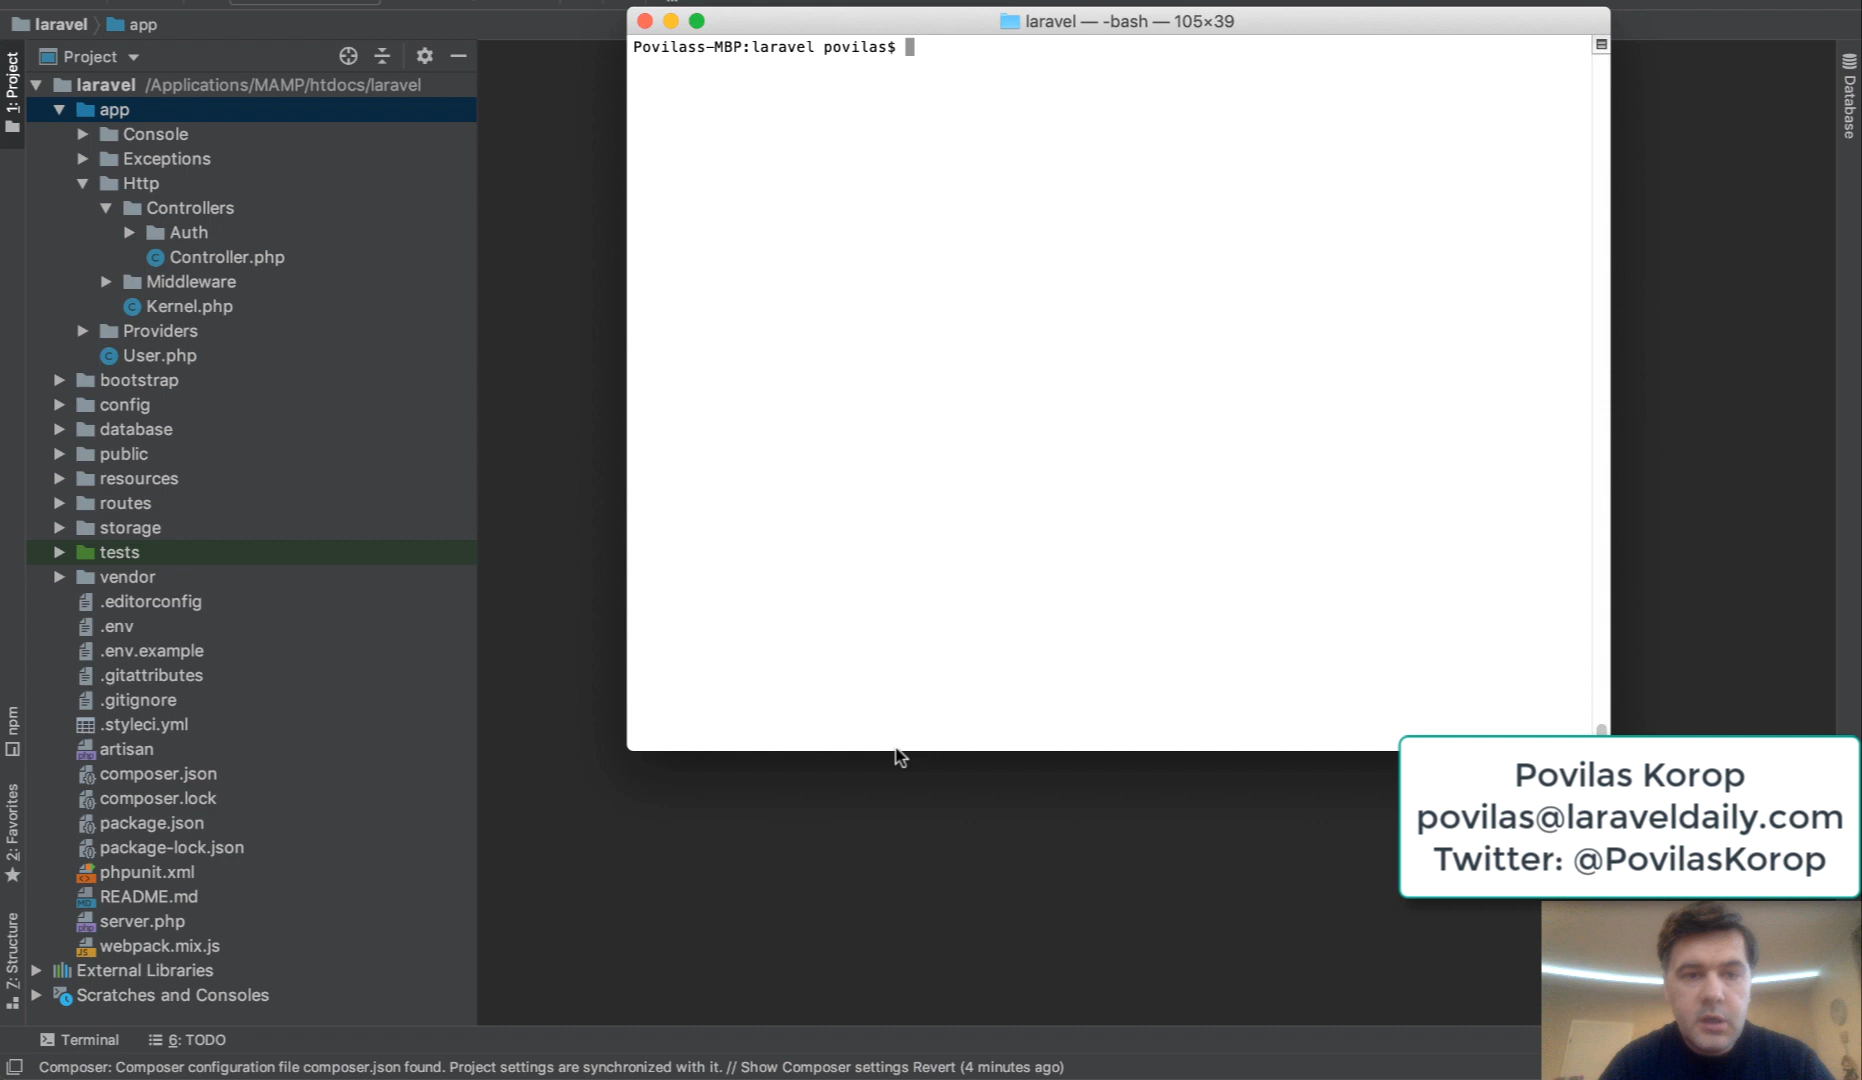 laravel
app
Project
laravel /Applications/MAMP/htdocs/laravel
app
Console
Exceptions
Http
Controllers
Auth
Controller.php
Middleware
Kernel.php
Providers
User.php
bootstrap
config
database
public
resources
routes
storage
tests
vendor
.editorconfig
.env
.env.example
.gitattributes
.gitignore
.styleci.yml
artisan
composer.json
composer.lock
package.json
package-lock.json
phpunit.xml
README.md
server.php
webpack.mix.js
External Libraries
Scratches and Consoles
1: Project
npm
2: Favorites
Z: Structure
Terminal
6: TODO
Composer: Composer configuration file composer.json found. Project settings are synchronized with it. // Show Composer settings Revert (4 minutes ago)
laravel — -bash — 105×39
Povilass-MBP:laravel povilas$
Database
Povilas Korop
povilas@laraveldaily.com
Twitter: @PovilasKorop